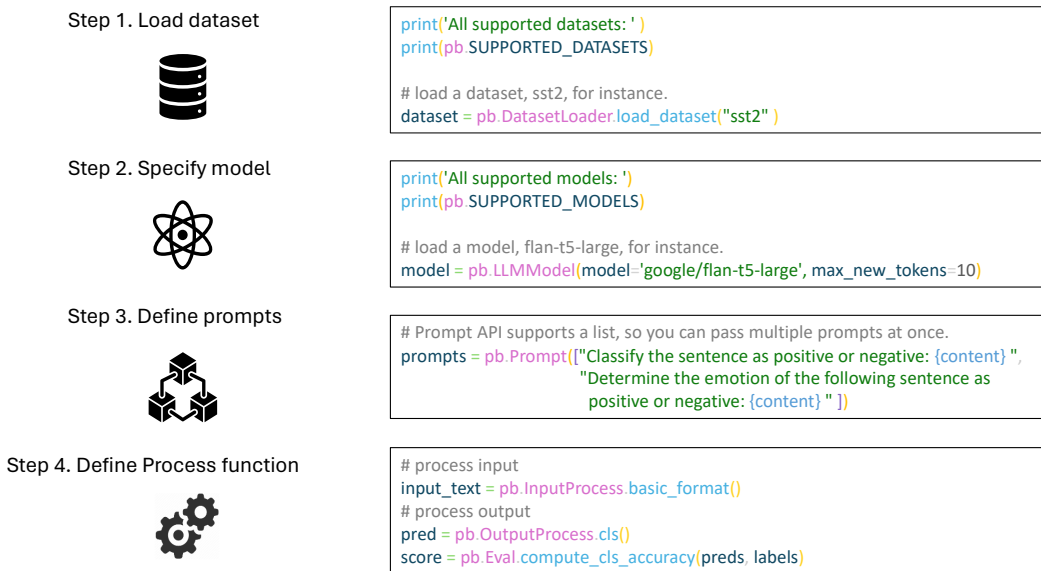 Step 1. Load dataset
print('All supported datasets: ' )
print(pb.SUPPORTED_DATASETS)
# load a dataset, sst2, for instance.
dataset = pb.DatasetLoader.load_dataset("sst2" )
Step 2. Specify model
print('All supported models: ')
print(pb.SUPPORTED_MODELS)
# load a model, flan-t5-large, for instance.
model = pb.LLMModel(model='google/flan-t5-large', max_new_tokens=10)
Step 3. Define prompts
# Prompt API supports a list, so you can pass multiple prompts at once.
prompts = pb.Prompt(["Classify the sentence as positive or negative: {content} ",
"Determine the emotion of the following sentence as
positive or negative: {content} " ])
Step 4. Define Process function
# process input
input_text = pb.InputProcess.basic_format()
# process output
pred = pb.OutputProcess.cls()
score = pb.Eval.compute_cls_accuracy(preds, labels)